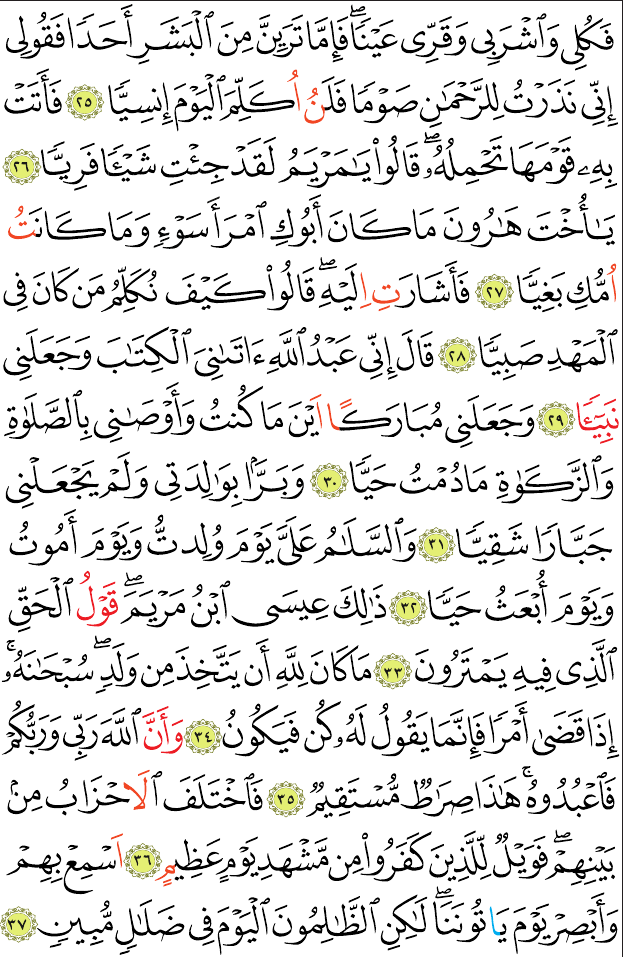 فَكُلِي وَٱشۡرَبِي وَقَرِّي عَيۡنٗاۖ فَإِمَّا تَرَيِنَّ مِنَ ٱلۡبَشَرِ أَحَدٗا فَقُولِي
إِنِّي نَذَرۡتُ لِلرَّحۡمَٰنِ صَوۡمٗا فَلَنُ اُكَلِّمَ ٱلۡيَوۡمَ إِنسِيّٗا ٢٥ فَأَتَتۡ
بِهِۦ قَوۡمَهَا تَحۡمِلُهُۥۖ قَالُواْ يَٰمَرۡيَمُ لَقَدۡ جِئۡتِ شَيۡـٔٗا فَرِيّٗا ٢٦
يَٰٓأُخۡتَ هَٰرُونَ مَا كَانَ أَبُوكِ ٱمۡرَأَ سَوۡءٖ وَمَا كَانَتُ
اُمُّكِ بَغِيّٗا ٢٧ فَأَشَارَتِ اِلَيۡهِۖ قَالُواْ كَيۡفَ نُكَلِّمُ مَن كَانَ فِي
ٱلۡمَهۡدِ صَبِيّٗا ٢٨ قَالَ إِنِّي عَبۡدُ ٱللَّهِ ءَاتَىٰنِيَ ٱلۡكِتَٰبَ وَجَعَلَنِي
نَبِيٓـٔٗا ٢٩ وَجَعَلَنِي مُبَارَكًا اَيۡنَ مَا كُنتُ وَأَوۡصَٰنِي بِٱلصَّلَوٰةِ
وَٱلزَّكَوٰةِ مَا دُمۡتُ حَيّٗا ٣٠ وَبَرَّۢا بِوَٰلِدَتِي وَلَمۡ يَجۡعَلۡنِي
جَبَّارٗا شَقِيّٗا ٣١ وَٱلسَّلَٰمُ عَلَيَّ يَوۡمَ وُلِدتُّ وَيَوۡمَ أَمُوتُ
وَيَوۡمَ أُبۡعَثُ حَيّٗا ٣٢ ذَٰلِكَ عِيسَى ٱبۡنُ مَرۡيَمَۖ قَوۡلُ ٱلۡحَقِّ
ٱلَّذِي فِيهِ يَمۡتَرُونَ ٣٣ مَا كَانَ لِلَّهِ أَن يَتَّخِذَ مِن وَلَدٖۖ سُبۡحَٰنَهُۥٓۚ
إِذَا قَضَىٰٓ أَمۡرٗا فَإِنَّمَا يَقُولُ لَهُۥ كُن فَيَكُونُ ٣٤ وَأَنَّ ٱللَّهَ رَبِّي وَرَبُّكُمۡ
فَٱعۡبُدُوهُۚ هَٰذَا صِرَٰطٞ مُّسۡتَقِيمٞ ٣٥ فَٱخۡتَلَفَ ٱلَاحۡزَابُ مِنۢ
بَيۡنِهِمۡۖ فَوَيۡلٞ لِّلَّذِينَ كَفَرُواْ مِن مَّشۡهَدِ يَوۡمٍ عَظِيمٍ ٣٦ اَسۡمِعۡ بِهِمۡ
وَأَبۡصِرۡ يَوۡمَ يَاتُونَنَاۖ لَٰكِنِ ٱلظَّٰلِمُونَ ٱلۡيَوۡمَ فِي ضَلَٰلٖ مُّبِينٖ ٣٧